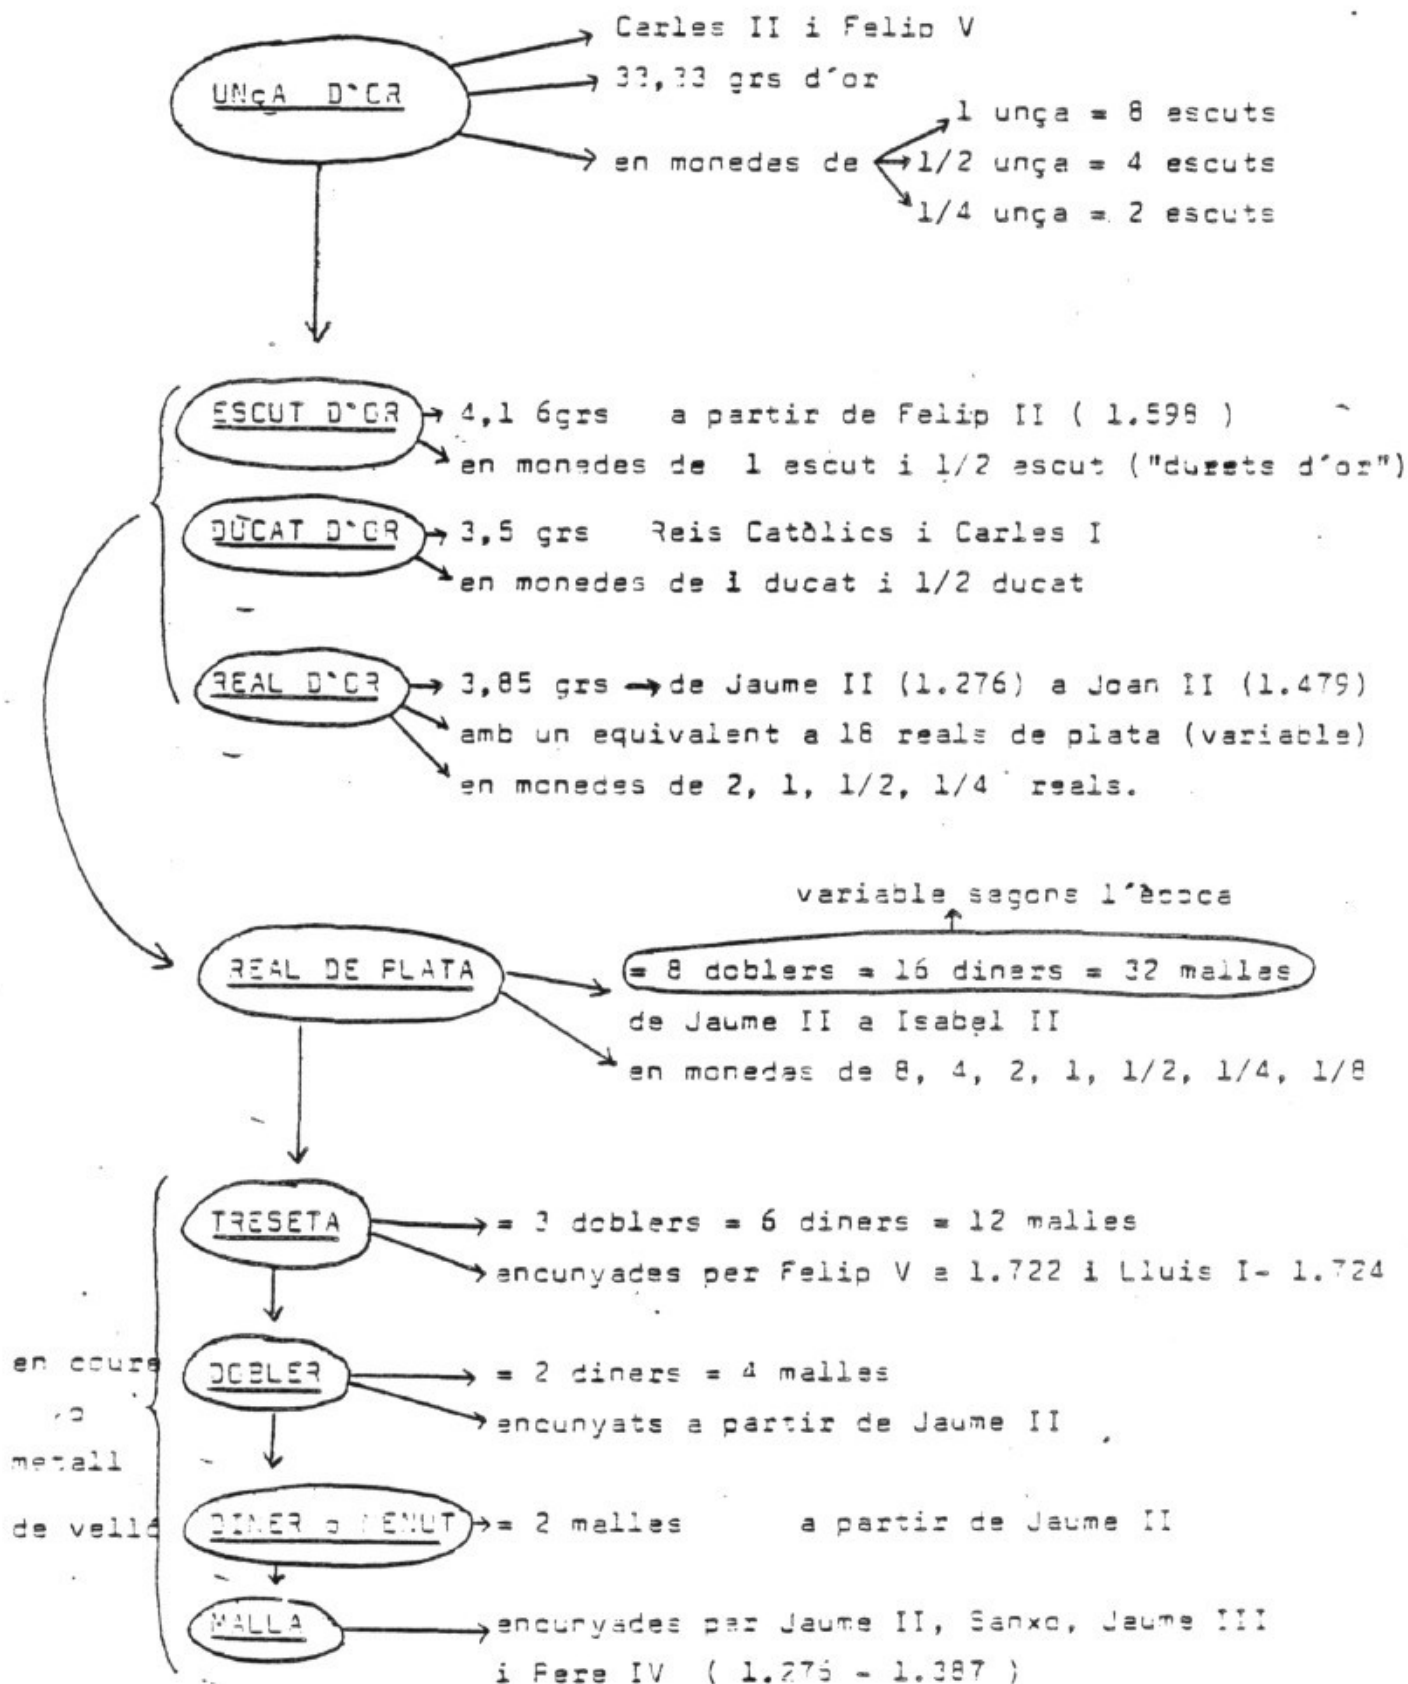 Carles II i Felip V
UNçA D'OR
33,33 grs d'or
1 unça = 8 escuts
en monedes de
1/2 unça = 4 escuts
1/4 unça = 2 escuts
ESCUT D'OR
4,1 6grs a partir de Felip II ( 1.598 )
en monedes de 1 escut i 1/2 escut ("durets d'or")
DUCAT D'OR
3,5 grs Reis Catòlics i Carles I
en monedes de 1 ducat i 1/2 ducat
REAL D'OR
3,85 grs de Jaume II (1.276) a Joan II (1.479)
amb un equivalent a 18 reals de plata (variable)
en monedes de 2, 1, 1/2, 1/4 reals.
variable segons l'època
REAL DE PLATA
= 8 doblers = 16 diners = 32 malles
de Jaume II a Isabel II
en monedas de 8, 4, 2, 1, 1/2, 1/4, 1/8
TRESETA
= 3 doblers = 6 diners = 12 malles
encunyades per Felip V a 1.722 i Lluis I- 1.724
en coure
o
metall
de velló
DOBLER
= 2 diners = 4 malles
encunyats a partir de Jaume II
DINER o MENUT
= 2 malles a partir de Jaume II
MALLA
encunyades per Jaume II, Sanxo, Jaume III
i Pere IV ( 1.276 - 1.387 )